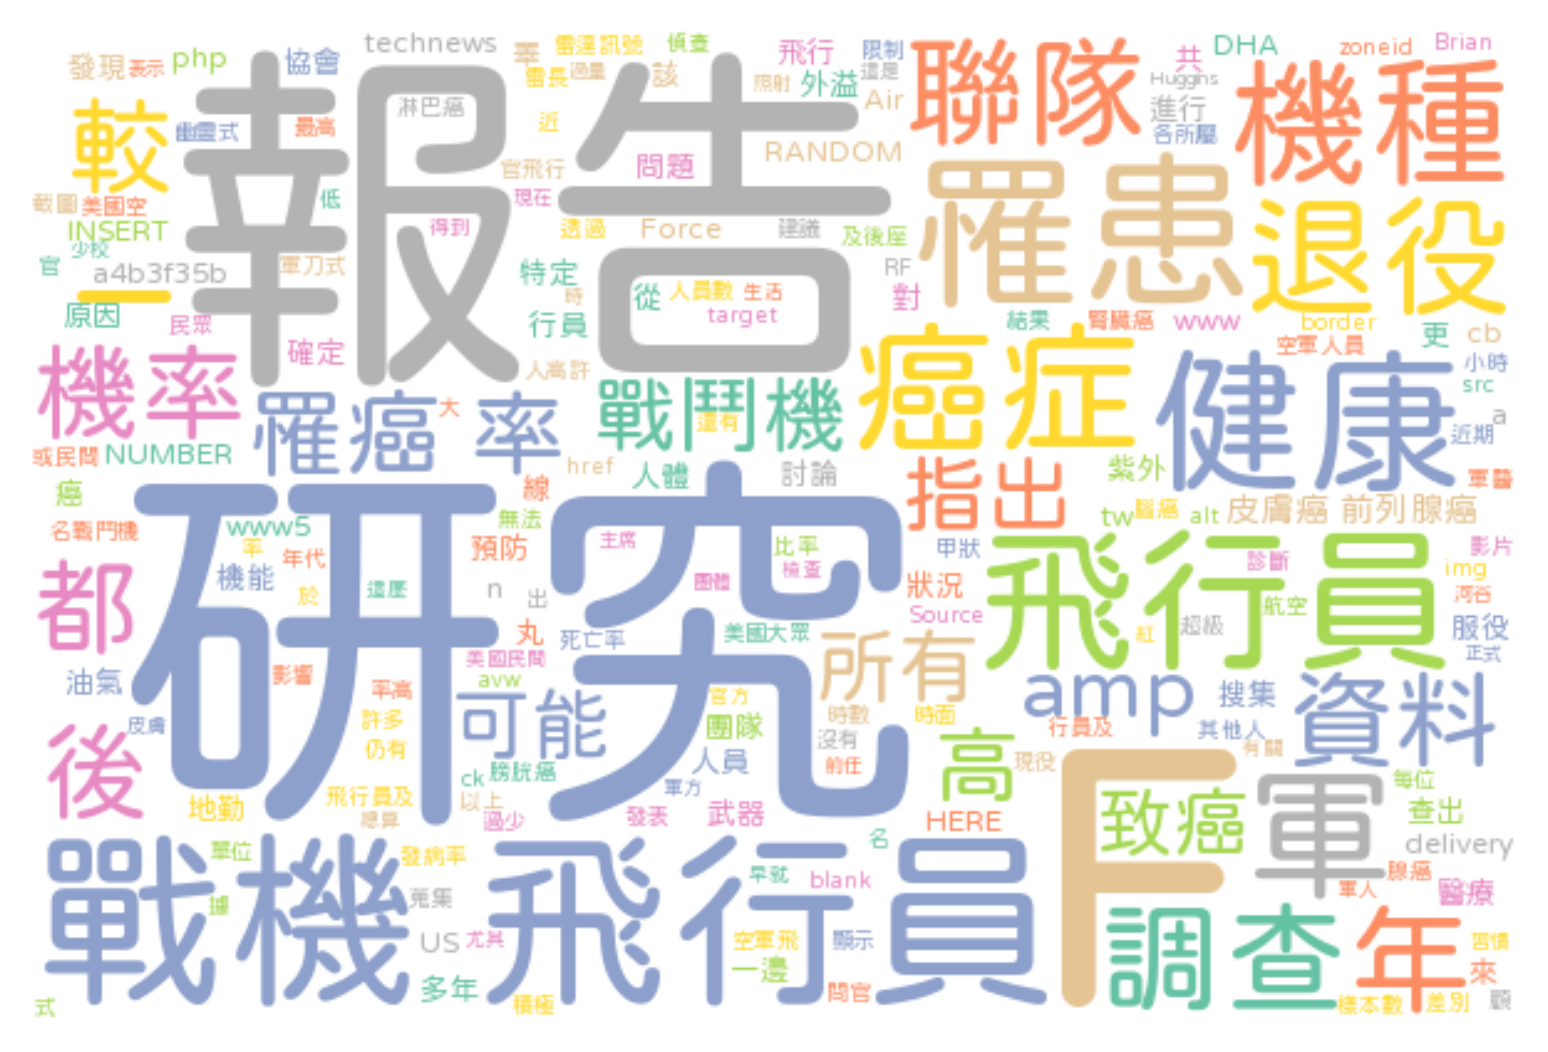 technews
雷達訊號
偵查
飛行
限制
聯隊
共
DHA
zoneid
Brian
發現
表示
php
協會
雷長
過量
該
限射
外溢
這是
Huggins
機種
較
幽靈式
最高
淋巴癌
報告
近
Air
進行
各所屬
官飛行
問題
RANDOM
罹患
截圖
美國空
低
現在
退役
INSERT
得到
透過
Force
建議
及後座
少校
官
a4b3f35b
軍刀式
特定
RF
一
時
從
人員數
生活
對
原因
民眾
行員
target
結果
腎臟癌
www
border
更
cb
確定
空軍人員
機率
人高許
戰鬥機
癌症
健康
小時
src
罹癌
大
率
還有
a
近期
或民間
NUMBER
href
人體
討論
指出
紫外
軍醫
癌
線
無法
tw
腦癌
alt
皮膚癌
前列腺癌
名戰鬥機
www5
研究
率
年代
預防
主席
比率
甲狀
飛行員
診斷
影片
都
機能
這麼
n
出
團體
檢查
狀況
img
於
Source
航空
河谷
丸
死亡率
美國大眾
所有
紅
超級
服役
美國民間
正式
油氣
影響
率高
avw
可能
官方
amp
搜集
資料
皮膚
許多
團隊
時數
時面
行員及
其他人
後
仍有
沒有
高
有關
人員
前任
現役
F
ck
膀胱癌
每位
地勤
飛行員及
以上
軍方
致癌
軍
查出
總算
過少
發表
武器
HERE
名
delivery
戰機
飛行員
單位
發病率
早就
blank
腺癌
據
蒐集
軍人
醫療
US
尤其
空軍飛
顯示
調查
年
習慣
多年
一邊
來
式
積極
問官
樣本數
差別
顧